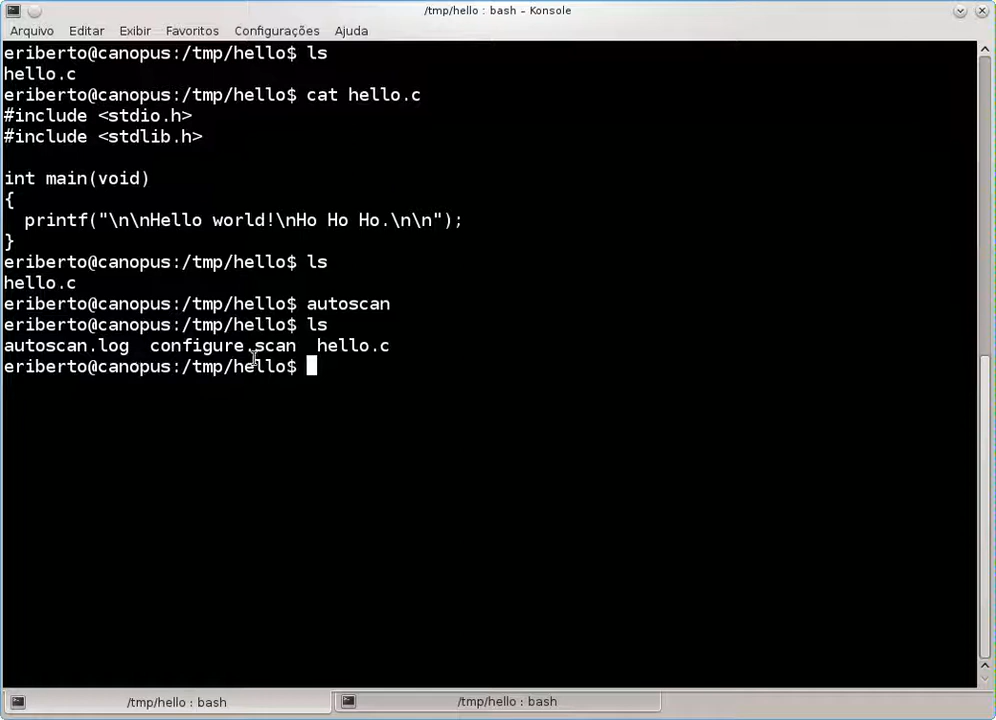 /tmp/hello : bash – Konsole
Arquivo Editar Exibir Favoritos Configurações Ajuda
eriberto@canopus:/tmp/hello$ ls
hello.c
eriberto@canopus:/tmp/hello$ cat hello.c
#include <stdio.h>
#include <stdlib.h>
int main(void)
{
printf("\n\nHello world!\nHo Ho Ho.\n\n");
}
eriberto@canopus:/tmp/hello$ ls
hello.c
eriberto@canopus:/tmp/hello$ autoscan
eriberto@canopus:/tmp/hello$ ls
autoscan.log configure.scan hello.c
eriberto@canopus:/tmp/hello$
/tmp/hello : bash /tmp/hello : bash